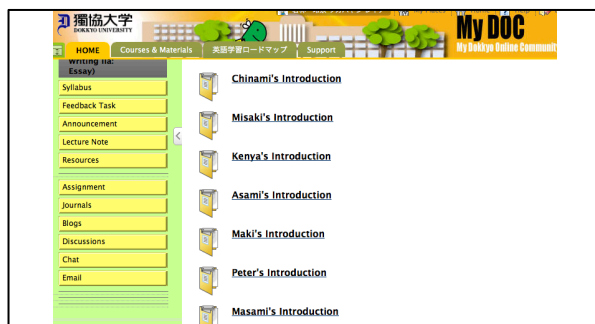 獨協大学
DOKKYO UNIVERSITY
My DOC
My Dokkyo Online Community
HOME
Courses & Materials
英語学習ロードマップ
Support
Writing IIa:
Essay)
Syllabus
Feedback Task
Announcement
Lecture Note
Resources
Assignment
Journals
Blogs
Discussions
Chat
Email
Chinami's Introduction
Misaki's Introduction
Kenya's Introduction
Asami's Introduction
Maki's Introduction
Peter's Introduction
Masami's Introduction